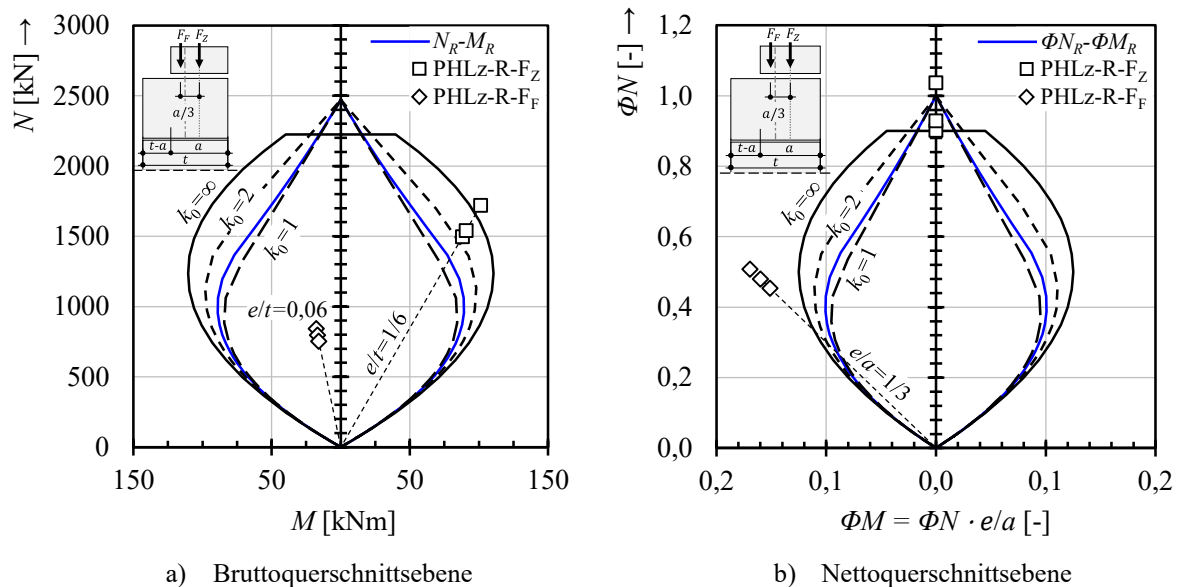 N [kN] →
3000
2500
2000
1500
1000
500
0
150
50
50
150
M [kNm]
F_F F_Z
a/3
t-a a
t
N_R-M_R
PHLz-R-F_Z
PHLz-R-F_F
k_0=∞
k_0=2
k_0=1
e/t=0,06
e/t=1/6
a) Bruttoquerschnittsebene
ΦN [-] →
1,2
1,0
0,8
0,6
0,4
0,2
0,0
0,2
0,1
0,0
0,1
0,2
ΦM = ΦN · e/a [-]
F_F F_Z
a/3
t-a a
t
ΦN_R-ΦM_R
PHLz-R-F_Z
PHLz-R-F_F
k_0=∞
k_0=2
k_0=1
e/a=1/3
b) Nettoquerschnittsebene